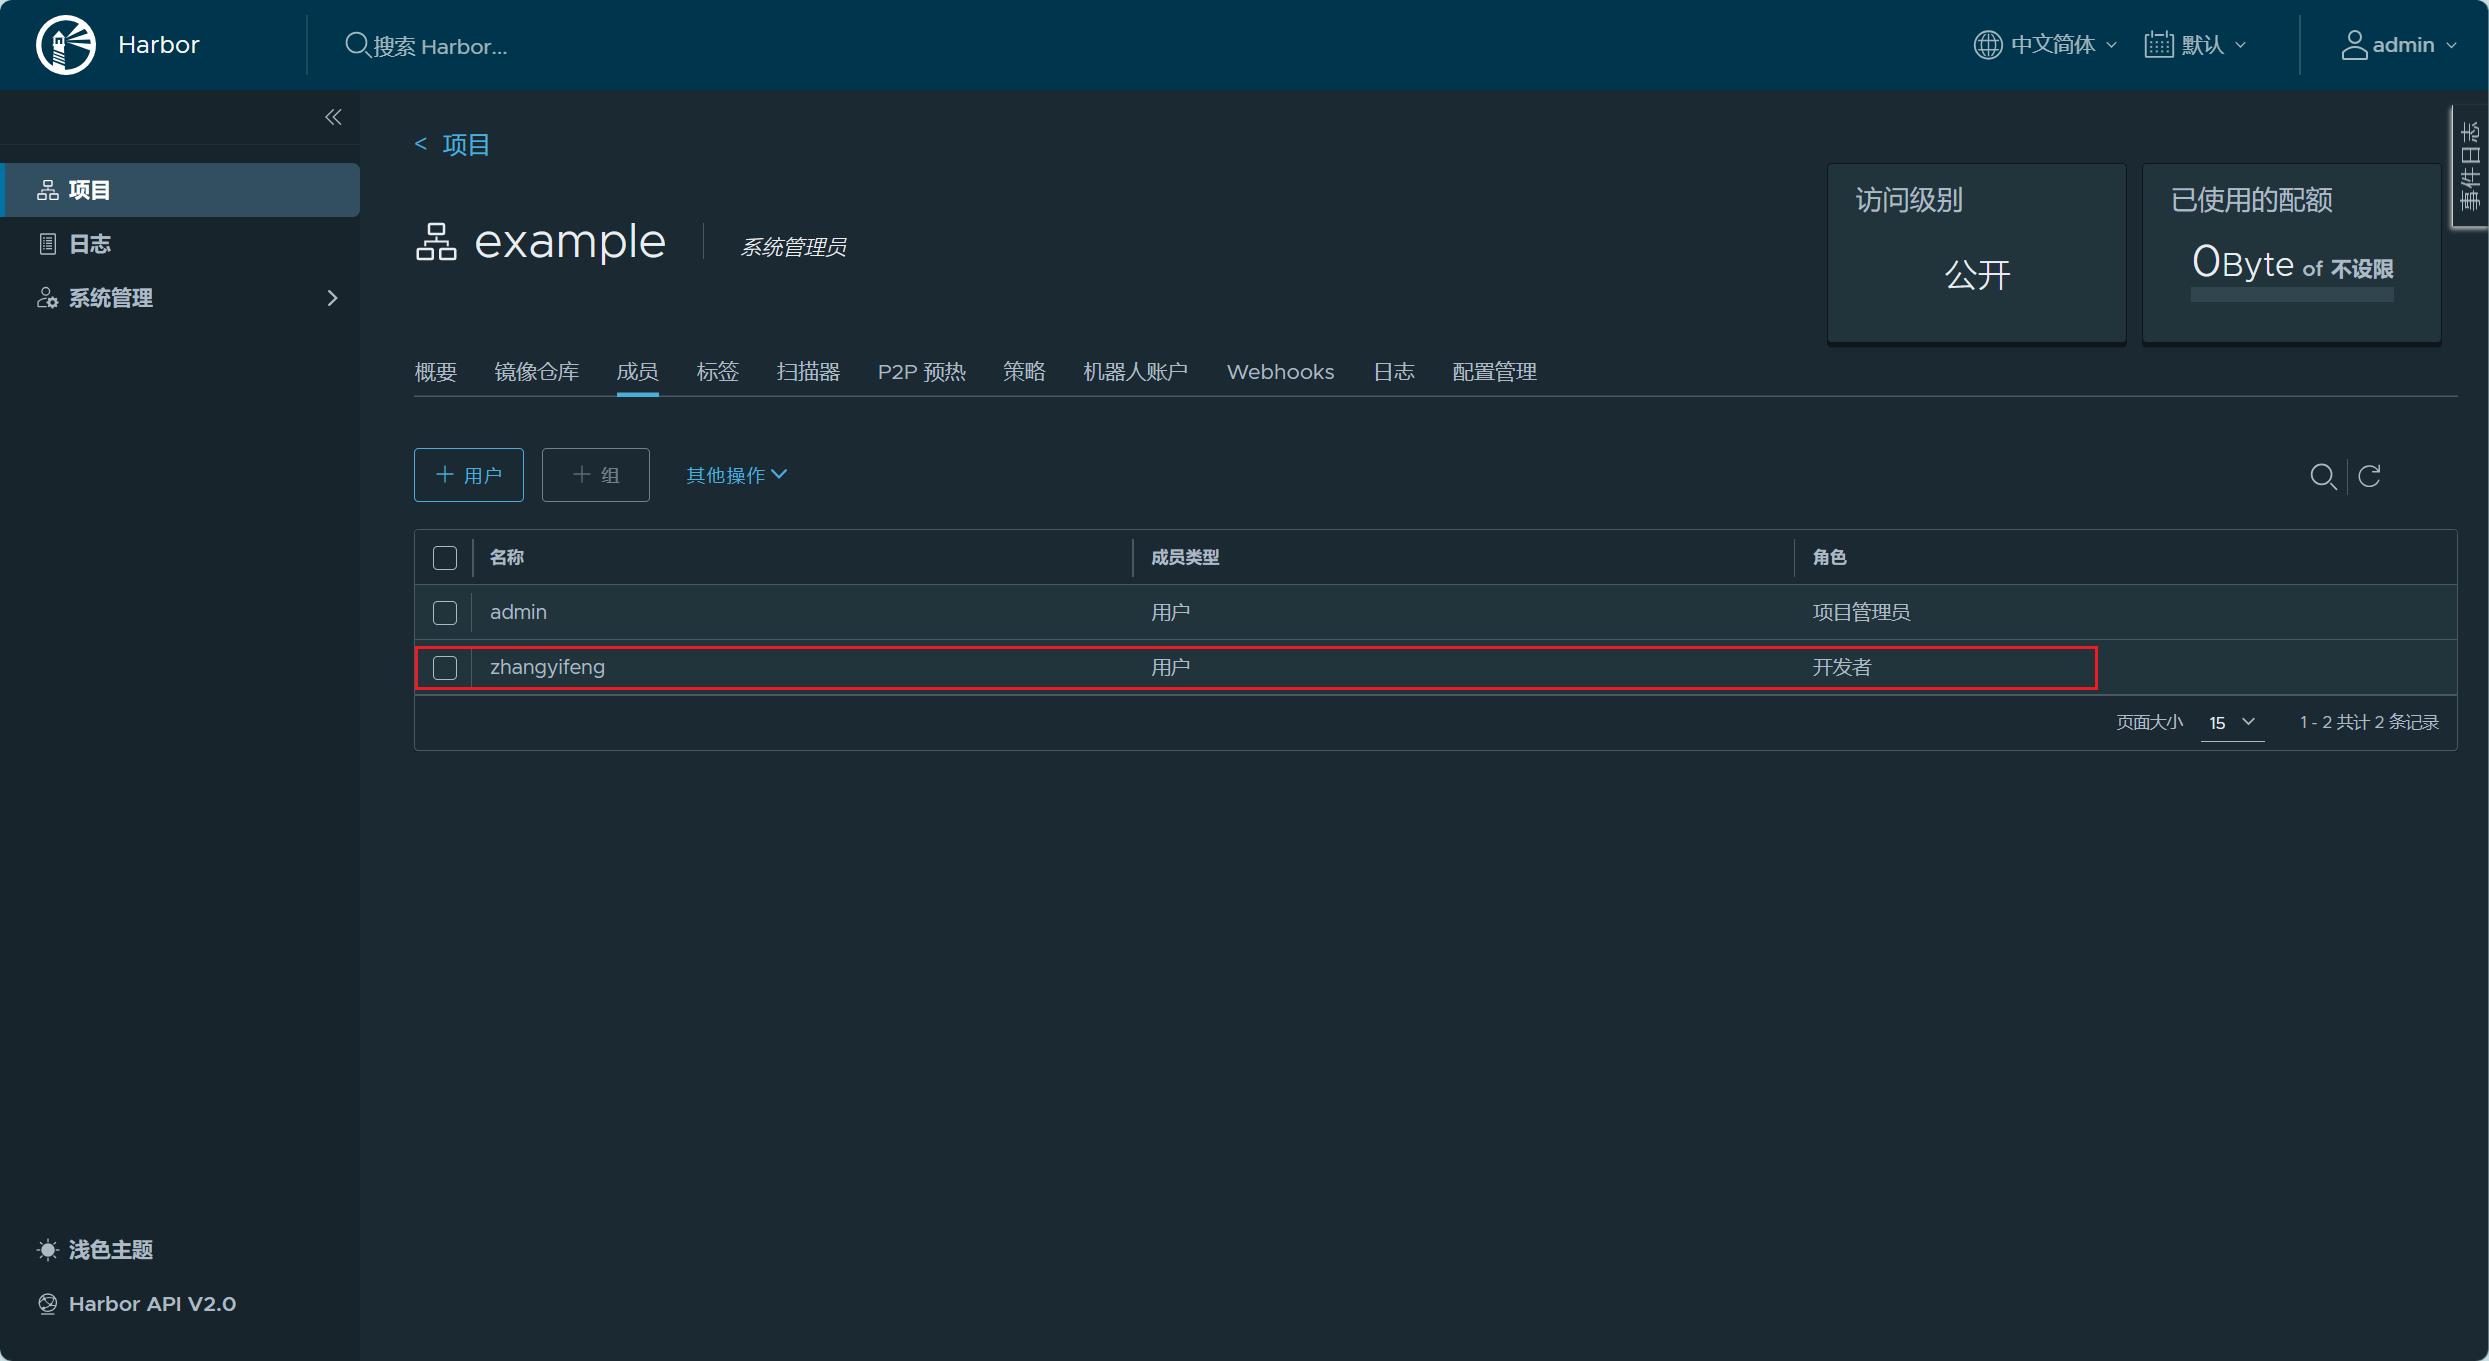 Harbor
搜索 Harbor...
中文简体
默认
admin
项目
日志
系统管理
浅色主题
Harbor API V2.0
< 项目
example
系统管理员
访问级别
公开
已使用的配额
0Byte of 不设限
事件日志
概要 镜像仓库 成员 标签 扫描器 P2P 预热 策略 机器人账户 Webhooks 日志 配置管理
+ 用户
+ 组
其他操作
名称 成员类型 角色
admin 用户 项目管理员
zhangyifeng 用户 开发者
页面大小 15 1 - 2 共计 2 条记录